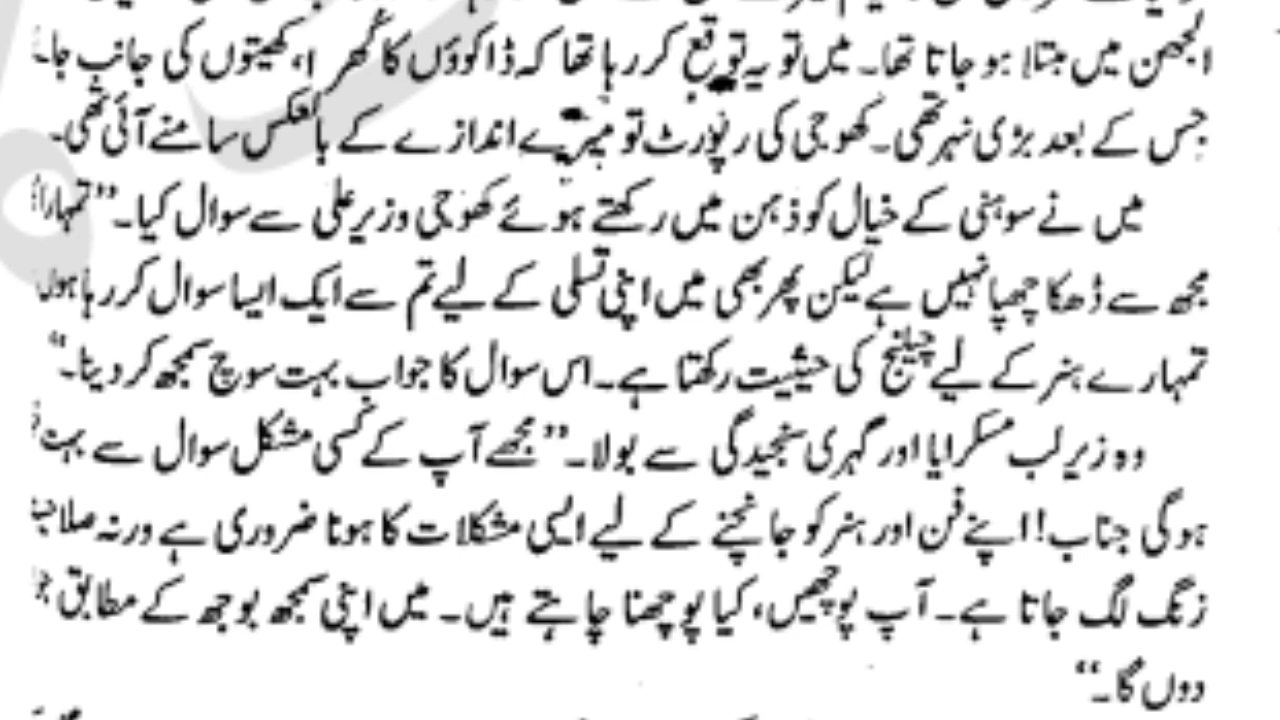 الجھن میں مبتلا ہو جاتا تھا۔ میں تو یہ توقع کر رہا تھا کہ ڈاکوؤں کا گھر ا، کھیتوں کی جانب جا۔
جس کے بعد بڑی نہر تھی۔ کھوجی کی رپورٹ تو میرے اندازے کے بالعکس سامنے آئی تھی۔
میں نے سوہنی کے خیال کو ذہن میں رکھتے ہوئے کھوجی وزیر علی سے سوال کیا۔ ”تمہارا
مجھ سے ڈھکا چھپا نہیں ہے لیکن پھر بھی میں اپنی تسلی کے لیے تم سے ایک ایسا سوال کر رہا ہوں
تمہارے ہنر کے لیے چیلنج کی حیثیت رکھتا ہے۔ اس سوال کا جواب بہت سوچ سمجھ کر دینا۔“
وہ زیر لب مسکرایا اور گہری سنجیدگی سے بولا۔ ”مجھے آپ کے کسی مشکل سوال سے بہت
ہوگی جناب! اپنے فن اور ہنر کو جانچنے کے لیے ایسی مشکلات کا ہونا ضروری ہے ورنہ
زنگ لگ جاتا ہے۔ آپ پوچھیں، کیا پوچھنا چاہتے ہیں۔ میں اپنی سمجھ بوجھ کے مطابق
دوں گا۔“